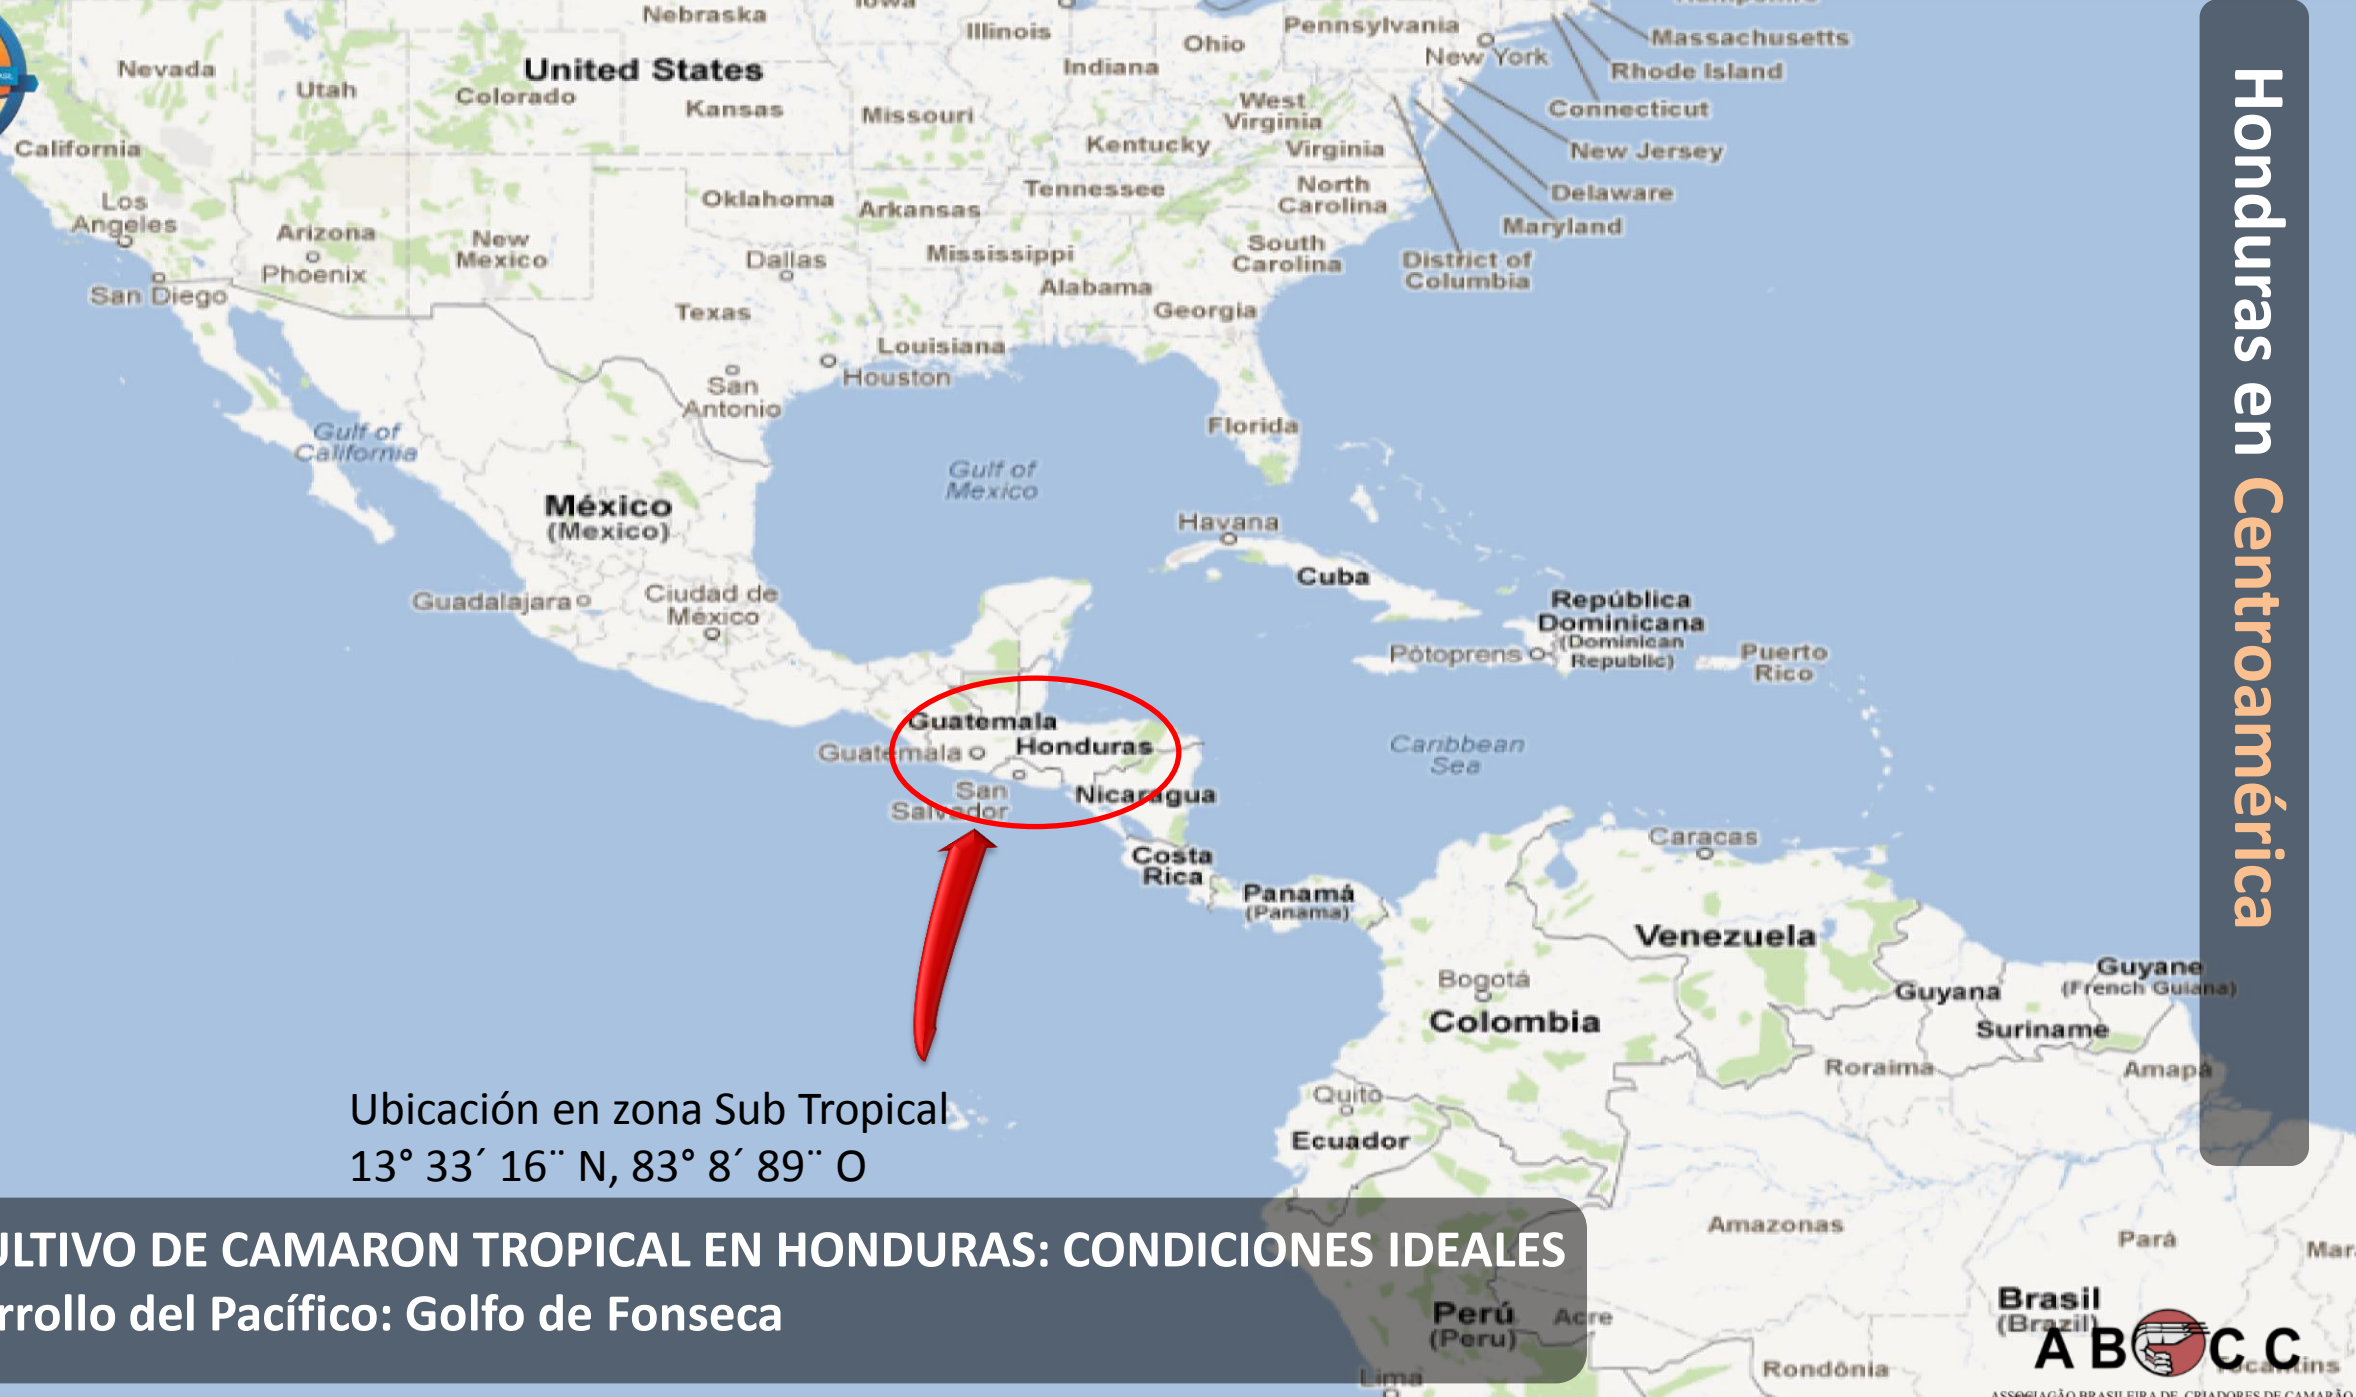 Nebraska
Iowa
Illinois
Ohio
Pennsylvania
New York
Massachusetts
Rhode Island
Connecticut
New Jersey
Delaware
Maryland
District of
Columbia
Nevada
Utah
United States
Colorado
Kansas
Missouri
Indiana
West
Virginia
Kentucky
Virginia
California
Los
Angeles
Arizona
Phoenix
New
Mexico
Oklahoma
Arkansas
Tennessee
North
Carolina
South
Carolina
San Diego
Dallas
Mississippi
Alabama
Georgia
Texas
Louisiana
Houston
San
Antonio
Florida
Gulf of
California
Gulf of
Mexico
México
(Mexico)
Havana
Cuba
Guadalajara
Ciudad de
México
República
Dominicana
(Dominican
Republic)
Pòtoprens
Puerto
Rico
Guatemala
Guatemala
Honduras
San
Salvador
Nicaragua
Caribbean
Sea
Costa
Rica
Panamá
(Panama)
Caracas
Venezuela
Bogotá
Colombia
Guyana
Guyane
(French Guiana)
Suriname
Roraima
Amapá
Quito
Ecuador
Amazonas
Pará
Perú
(Peru)
Acre
Lima
Rondônia
Brasil
(Brazil)
Honduras en Centroamérica
Ubicación en zona Sub Tropical
13° 33´ 16¨ N, 83° 8´ 89¨ O
ULTIVO DE CAMARON TROPICAL EN HONDURAS: CONDICIONES IDEALES
rrollo del Pacífico: Golfo de Fonseca
A B C C
ASSOCIAÇÃO BRASILEIRA DE CRIADORES DE CAMARÃO